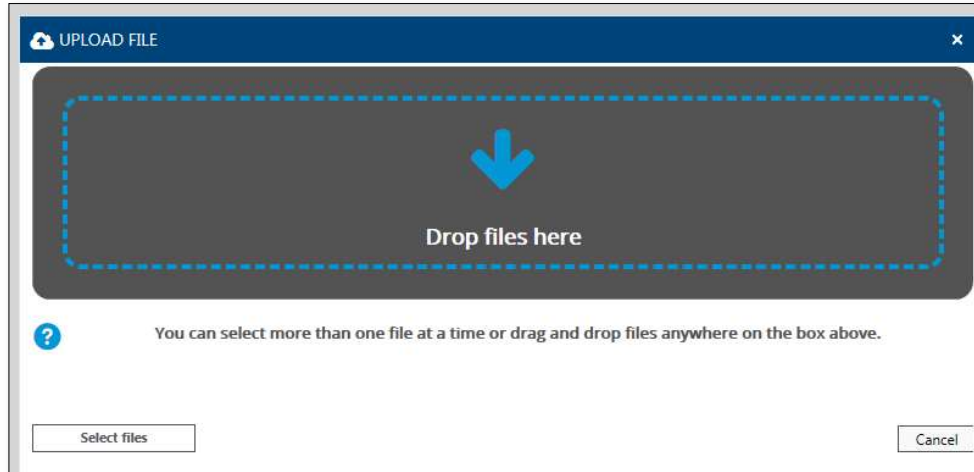 UPLOAD FILE
Drop files here
You can select more than one file at a time or drag and drop files anywhere on the box above.
Select files
Cancel